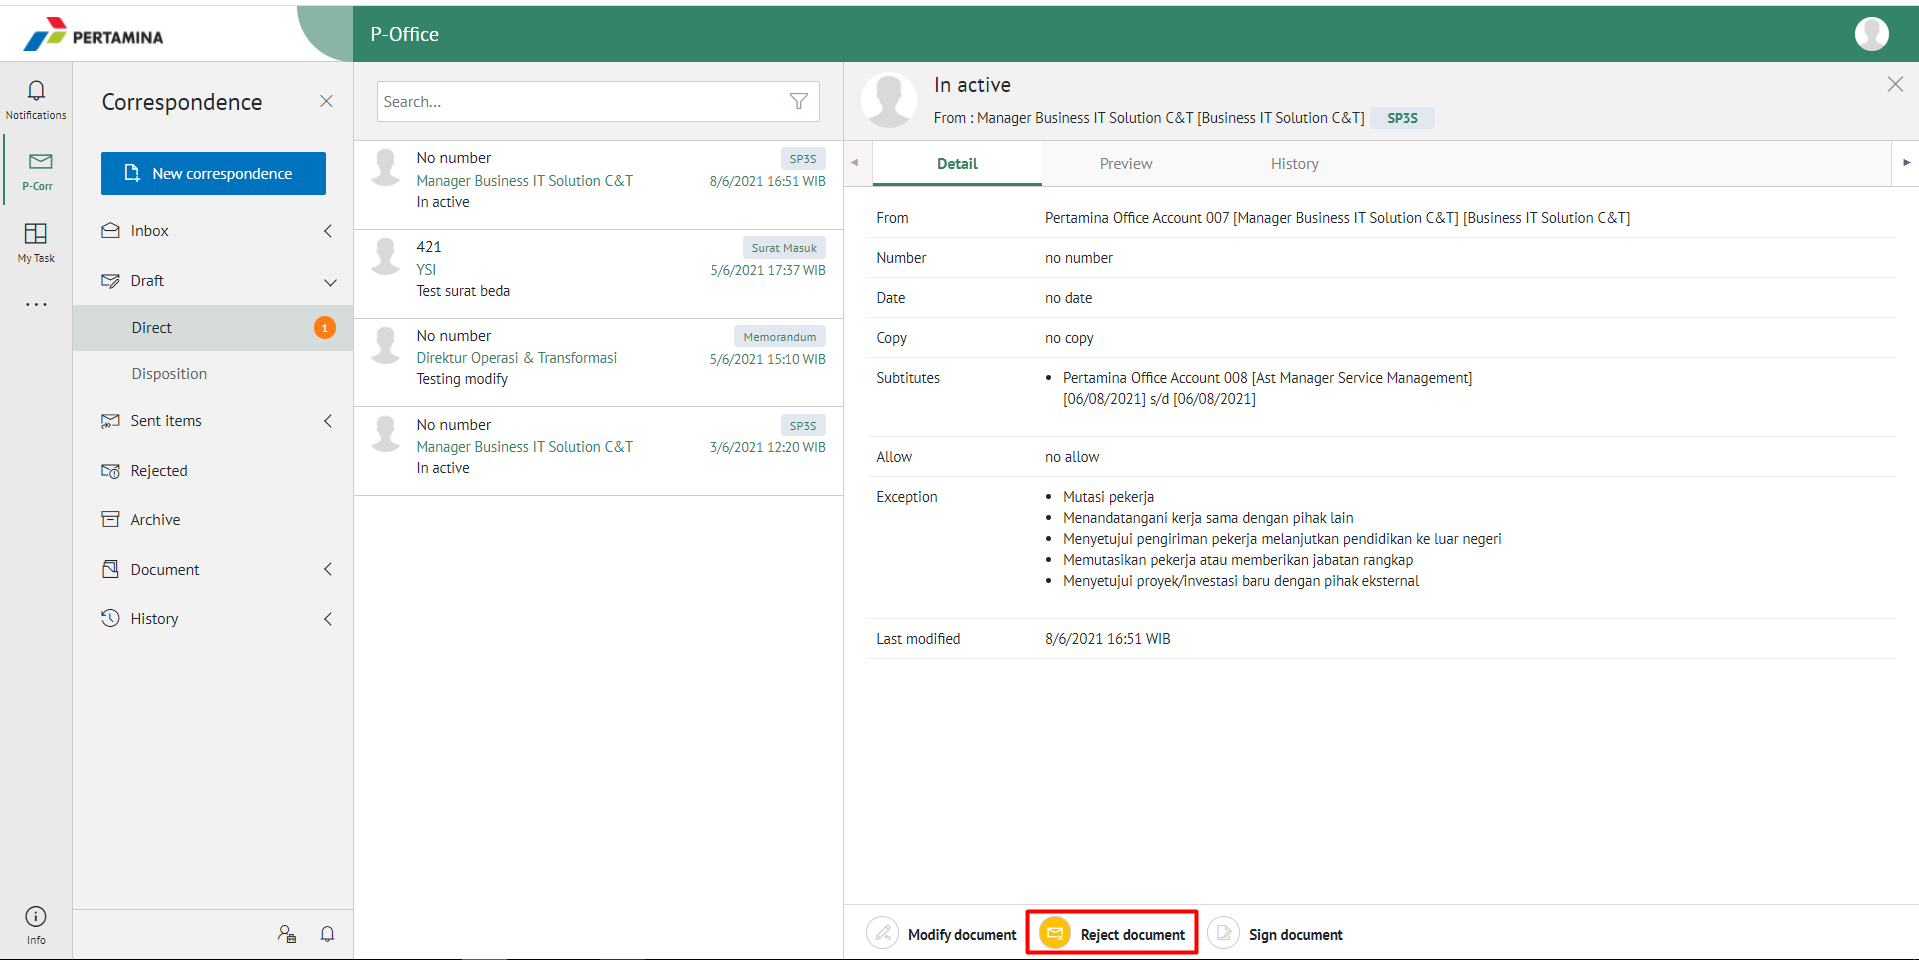 PERTAMINA
P-Office
Notifications
P-Corr
My Task
Info
Correspondence
New correspondence
Inbox
Draft
Direct
1
Disposition
Sent items
Rejected
Archive
Document
History
Search...
No number
SP3S
Manager Business IT Solution C&T
8/6/2021 16:51 WIB
In active
421
Surat Masuk
YSI
5/6/2021 17:37 WIB
Test surat beda
No number
Memorandum
Direktur Operasi & Transformasi
5/6/2021 15:10 WIB
Testing modify
No number
SP3S
Manager Business IT Solution C&T
3/6/2021 12:20 WIB
In active
In active
From : Manager Business IT Solution C&T [Business IT Solution C&T] SP3S
Detail Preview History
From Pertamina Office Account 007 [Manager Business IT Solution C&T] [Business IT Solution C&T]
Number no number
Date no date
Copy no copy
Subtitutes • Pertamina Office Account 008 [Ast Manager Service Management]
[06/08/2021] s/d [06/08/2021]
Allow no allow
Exception • Mutasi pekerja
• Menandatangani kerja sama dengan pihak lain
• Menyetujui pengiriman pekerja melanjutkan pendidikan ke luar negeri
• Memutasikan pekerja atau memberikan jabatan rangkap
• Menyetujui proyek/investasi baru dengan pihak eksternal
Last modified 8/6/2021 16:51 WIB
Modify document Reject document Sign document